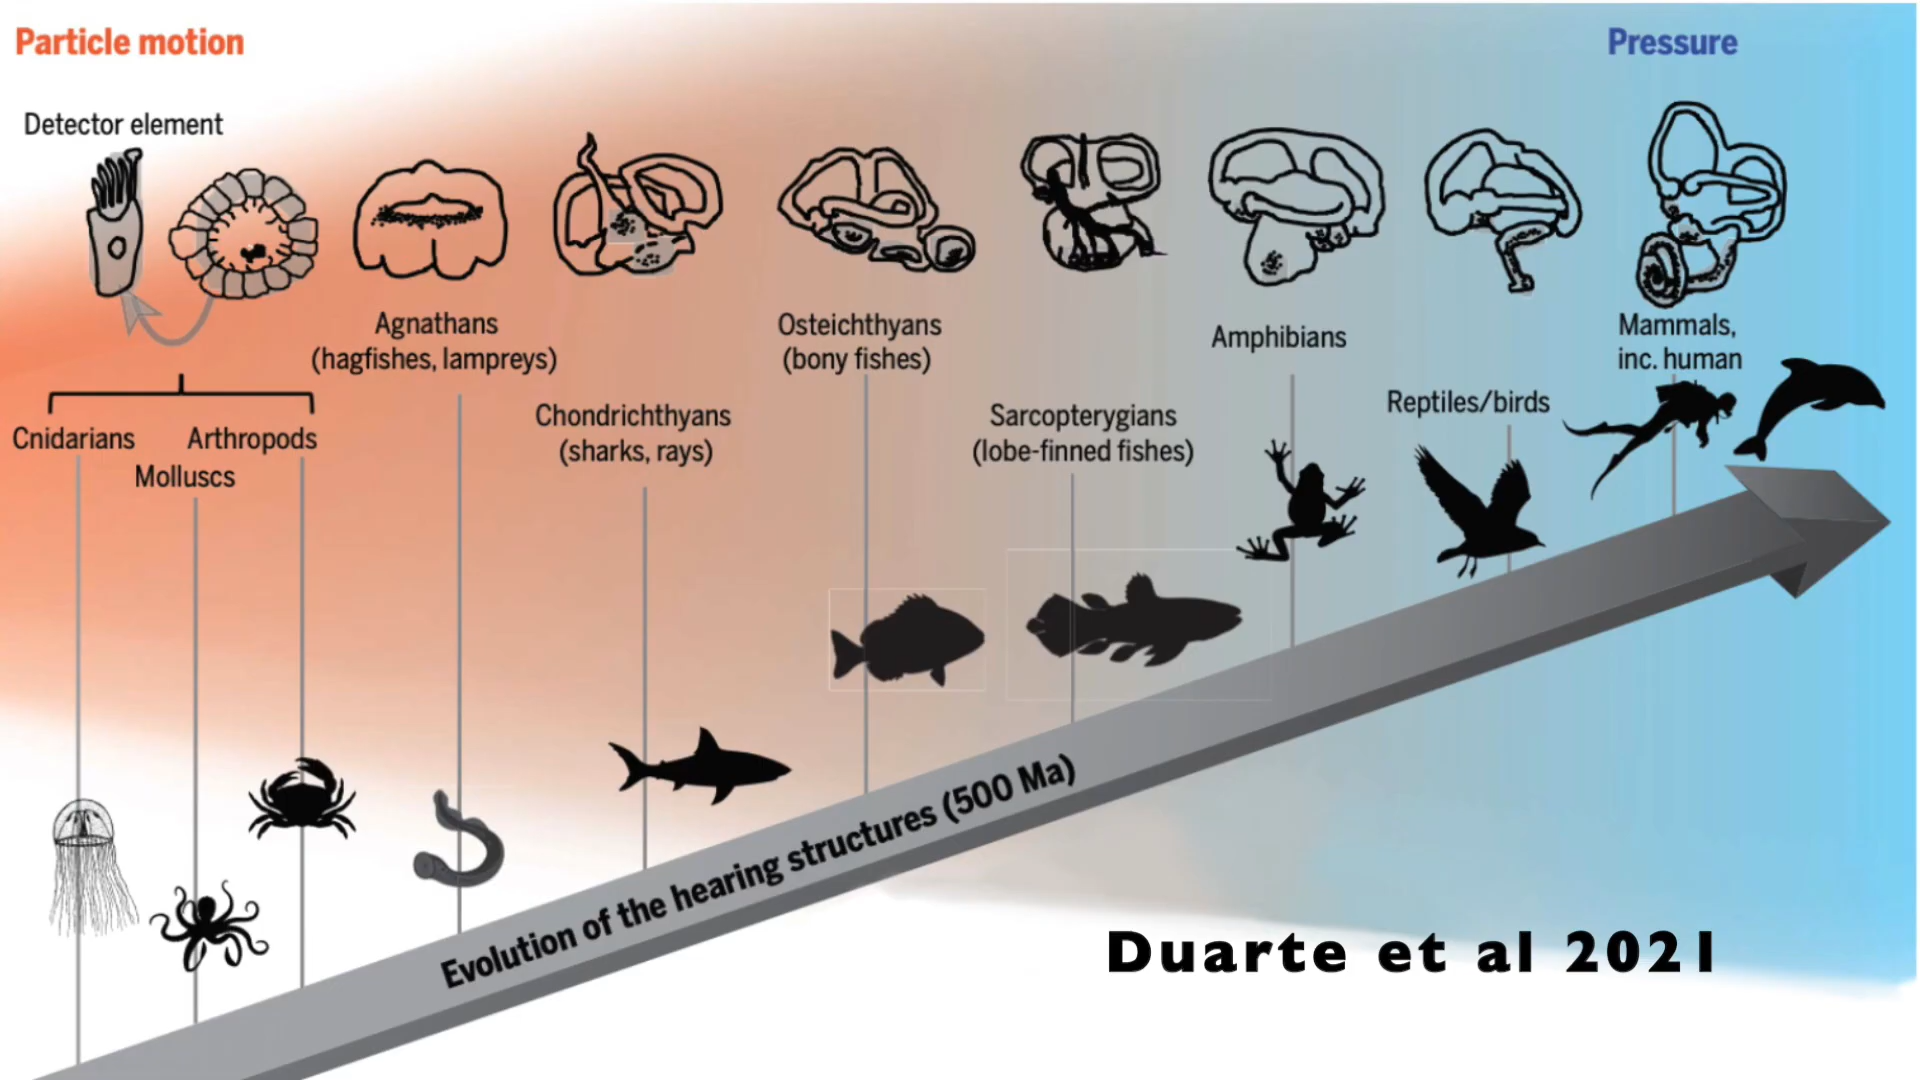 Particle motion
Pressure
Detector element
Agnathans
(hagfishes, lampreys)
Osteichthyans
(bony fishes)
Amphibians
Mammals,
inc. human
Chondrichthyans
(sharks, rays)
Sarcopterygians
(lobe-finned fishes)
Reptiles/birds
Cnidarians
Arthropods
Molluscs
Evolution of the hearing structures (500 Ma)
Duarte et al 2021